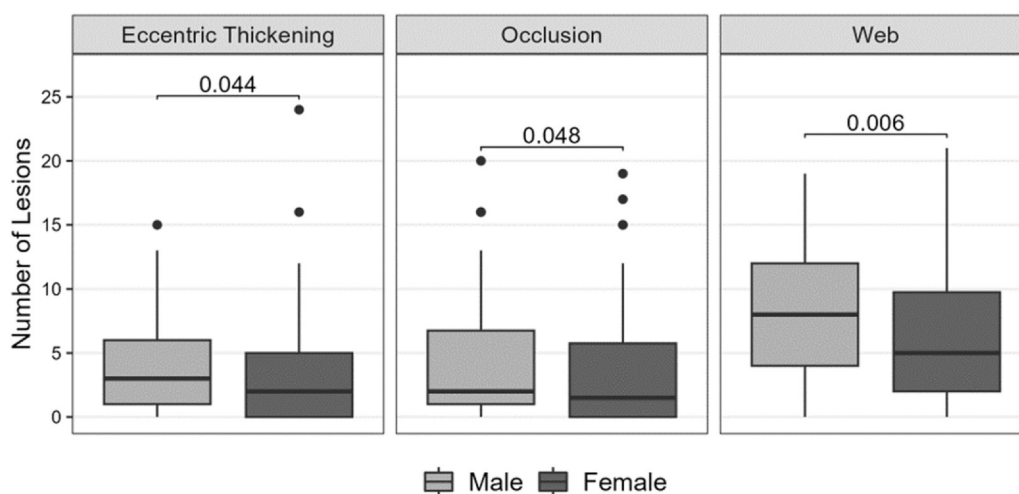 Eccentric Thickening
Occlusion
Web
Number of Lesions
25
20
15
10
5
0
0.044
0.048
0.006
Male
Female